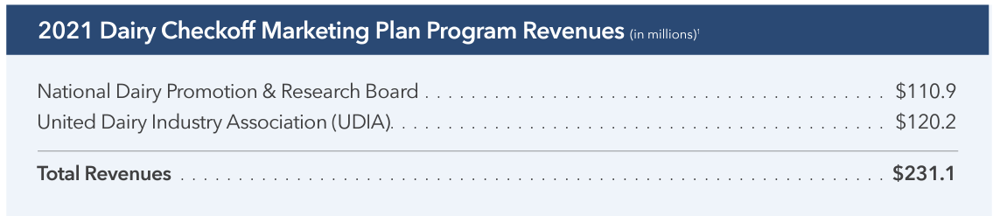 2021 Dairy Checkoff Marketing Plan Program Revenues (in millions)¹
National Dairy Promotion & Research Board . . . . . . . . . . . . . . . . . . . . . . . . . . . . . . . . . . . . . . . . $110.9
United Dairy Industry Association (UDIA). . . . . . . . . . . . . . . . . . . . . . . . . . . . . . . . . . . . . . . . . . . $120.2
Total Revenues . . . . . . . . . . . . . . . . . . . . . . . . . . . . . . . . . . . . . . . . . . . . . . . . . . . . . . . . . . . . . $231.1